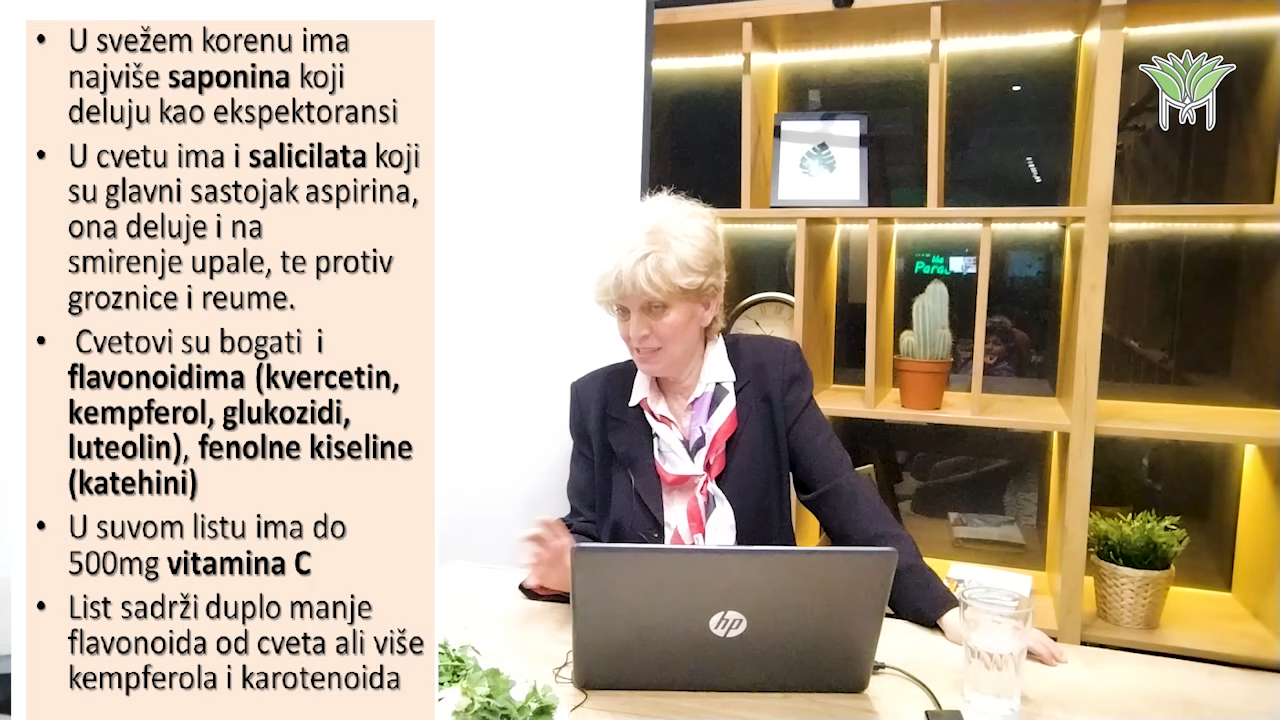 • U svežem korenu ima
najviše saponina koji
deluju kao ekspektoransi
• U cvetu ima i salicilata koji
su glavni sastojak aspirina,
ona deluje i na
smirenje upale, te protiv
groznice i reume.
• Cvetovi su bogati i
flavonoidima (kvercetin,
kempferol, glukozidi,
luteolin), fenolne kiseline
(katehini)
• U suvom listu ima do
500mg vitamina C
• List sadrži duplo manje
flavonoida od cveta ali više
kempferola i karotenoida
hp